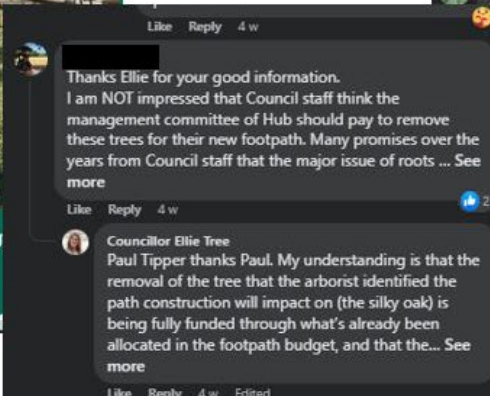 Like Reply 4 w
Thanks Ellie for your good information.
I am NOT impressed that Council staff think the
management committee of Hub should pay to remove
these trees for their new footpath. Many promises over the
years from Council staff that the major issue of roots ... See
more
Like Reply 4 w
2
Councillor Ellie Tree
Paul Tipper thanks Paul. My understanding is that the
removal of the tree that the arborist identified the
path construction will impact on (the silky oak) is
being fully funded through what's already been
allocated in the footpath budget, and that the... See
more
Like Reply 4 w Edited